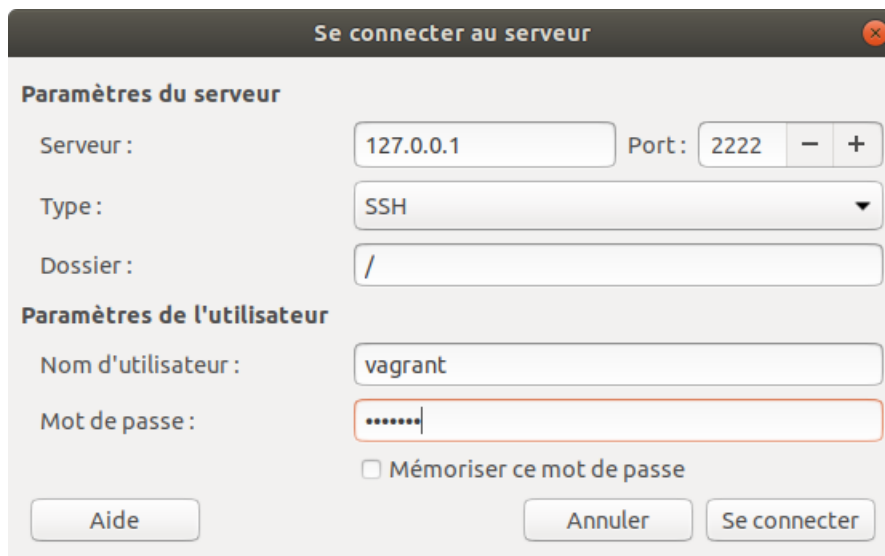 Se connecter au serveur
Paramètres du serveur
Serveur : 127.0.0.1 Port : 2222 − +
Type : SSH
Dossier : /
Paramètres de l'utilisateur
Nom d'utilisateur : vagrant
Mot de passe : •••••••
Mémoriser ce mot de passe
Aide Annuler Se connecter